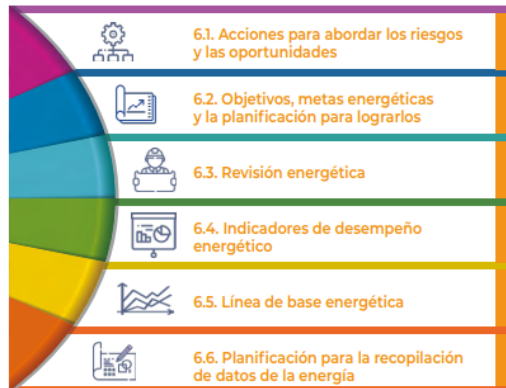 6.1. Acciones para abordar los riesgos
y las oportunidades
6.2. Objetivos, metas energéticas
y la planificación para lograrlos
6.3. Revisión energética
6.4. Indicadores de desempeño
energético
6.5. Línea de base energética
6.6. Planificación para la recopilación
de datos de la energía